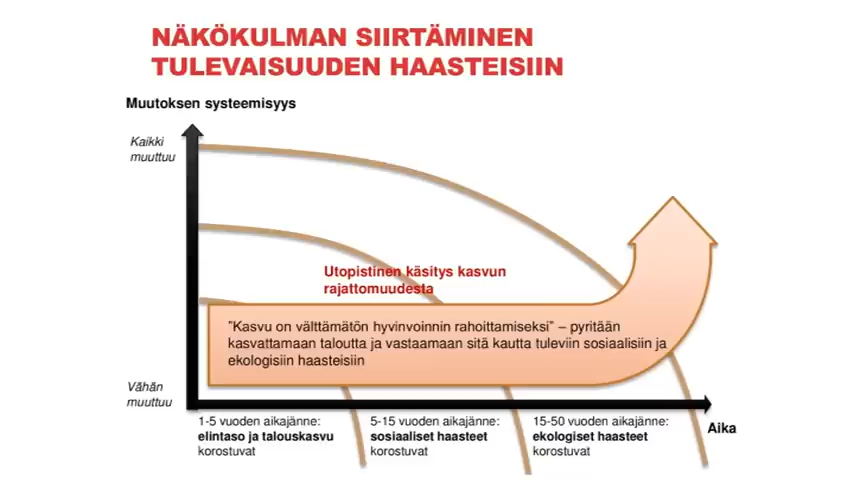 NÄKÖKULMAN SIIRTÄMINEN
TULEVAISUUDEN HAASTEISIIN
Muutoksen systeemisyys
Kaikki
muuttuu
Utopistinen käsitys kasvun
rajattomuudesta
"Kasvu on välttämätön hyvinvoinnin rahoittamiseksi" – pyritään
kasvattamaan taloutta ja vastaamaan sitä kautta tuleviin sosiaalisiin ja
ekologisiin haasteisiin
Vähän
muuttuu
1-5 vuoden aikajänne:
elintaso ja talouskasvu
korostuvat
5-15 vuoden aikajänne:
sosiaaliset haasteet
korostuvat
15-50 vuoden aikajänne:
ekologiset haasteet
korostuvat
Aika